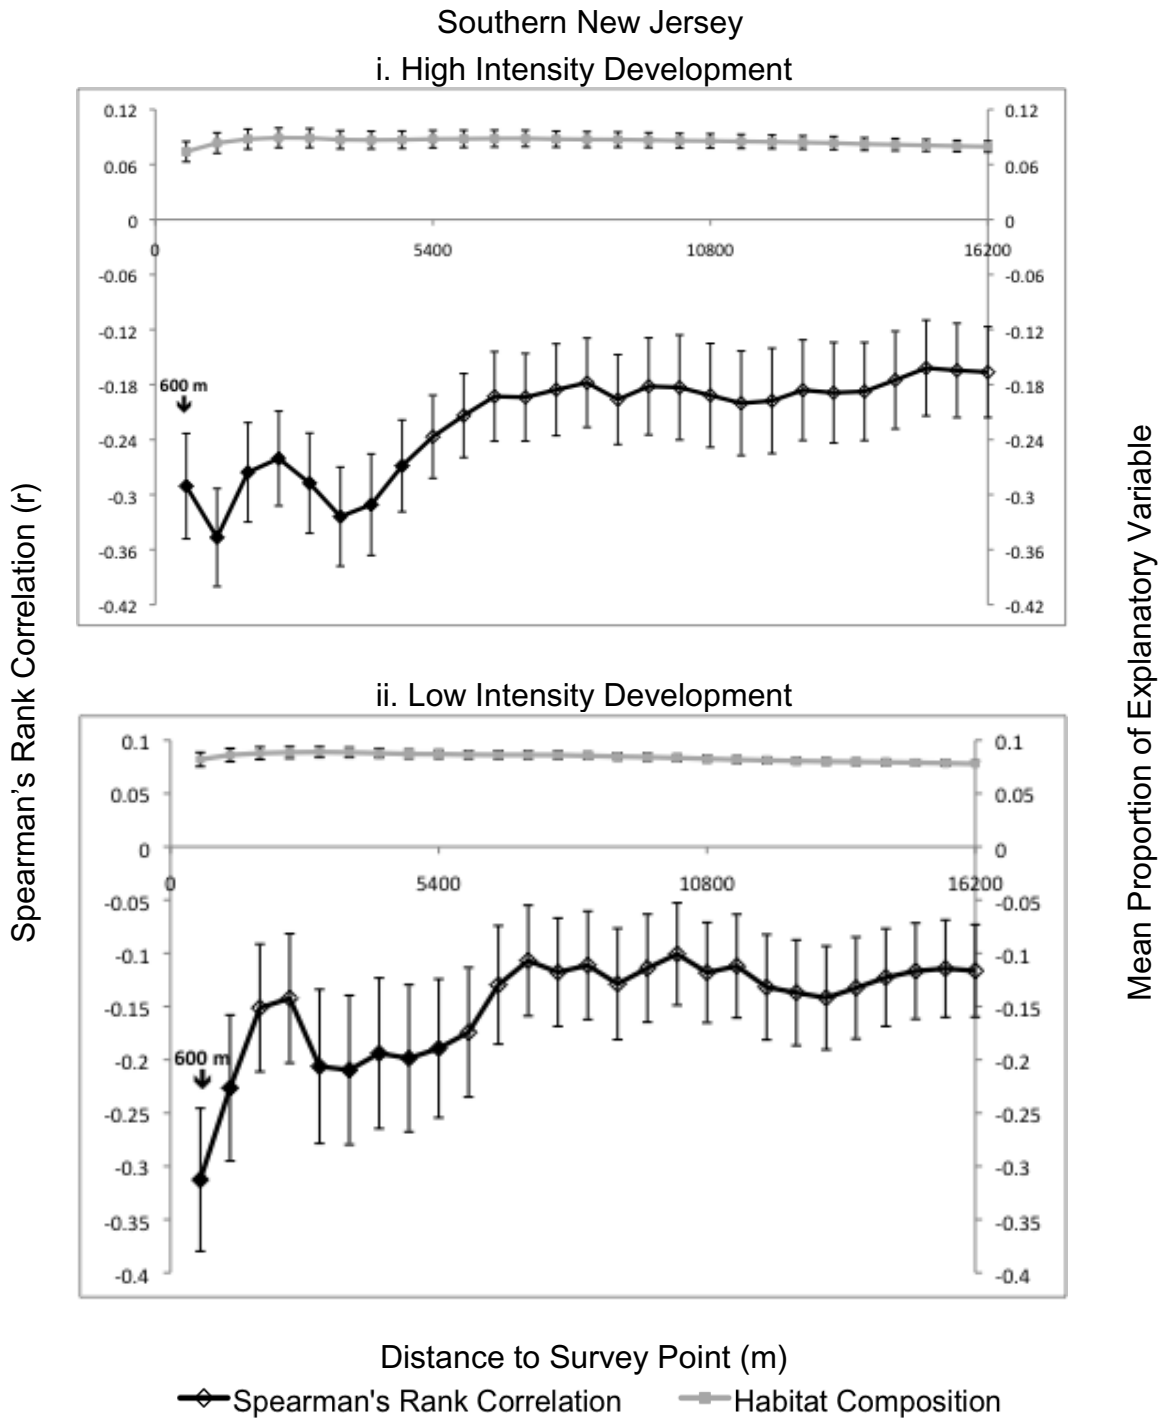 Southern New Jersey
i. High Intensity Development
0.12 0.12
0.06 0.06
0 0
0 5400 10800 16200
-0.06 -0.06
-0.12 -0.12
-0.18 -0.18
600 m
-0.24 -0.24
-0.3 -0.3
-0.36 -0.36
-0.42 -0.42
Spearman's Rank Correlation (r)
Mean Proportion of Explanatory Variable
ii. Low Intensity Development
0.1 0.1
0.05 0.05
0 0
0 5400 10800 16200
-0.05 -0.05
-0.1 -0.1
-0.15 -0.15
-0.2 600 m -0.2
-0.25 -0.25
-0.3 -0.3
-0.35 -0.35
-0.4 -0.4
Distance to Survey Point (m)
Spearman's Rank Correlation Habitat Composition